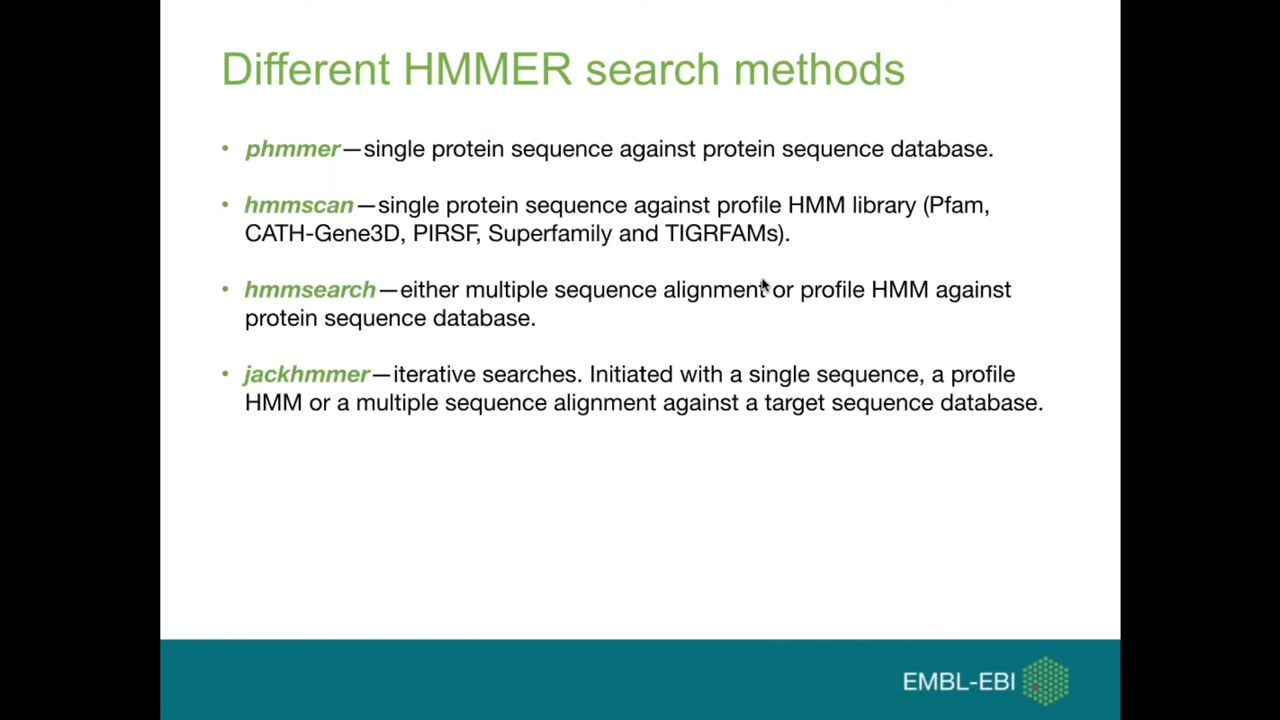 Different HMMER search methods
• phmmer—single protein sequence against protein sequence database.
• hmmscan—single protein sequence against profile HMM library (Pfam,
CATH-Gene3D, PIRSF, Superfamily and TIGRFAMs).
• hmmsearch—either multiple sequence alignment or profile HMM against
protein sequence database.
• jackhmmer—iterative searches. Initiated with a single sequence, a profile
HMM or a multiple sequence alignment against a target sequence database.
EMBL-EBI